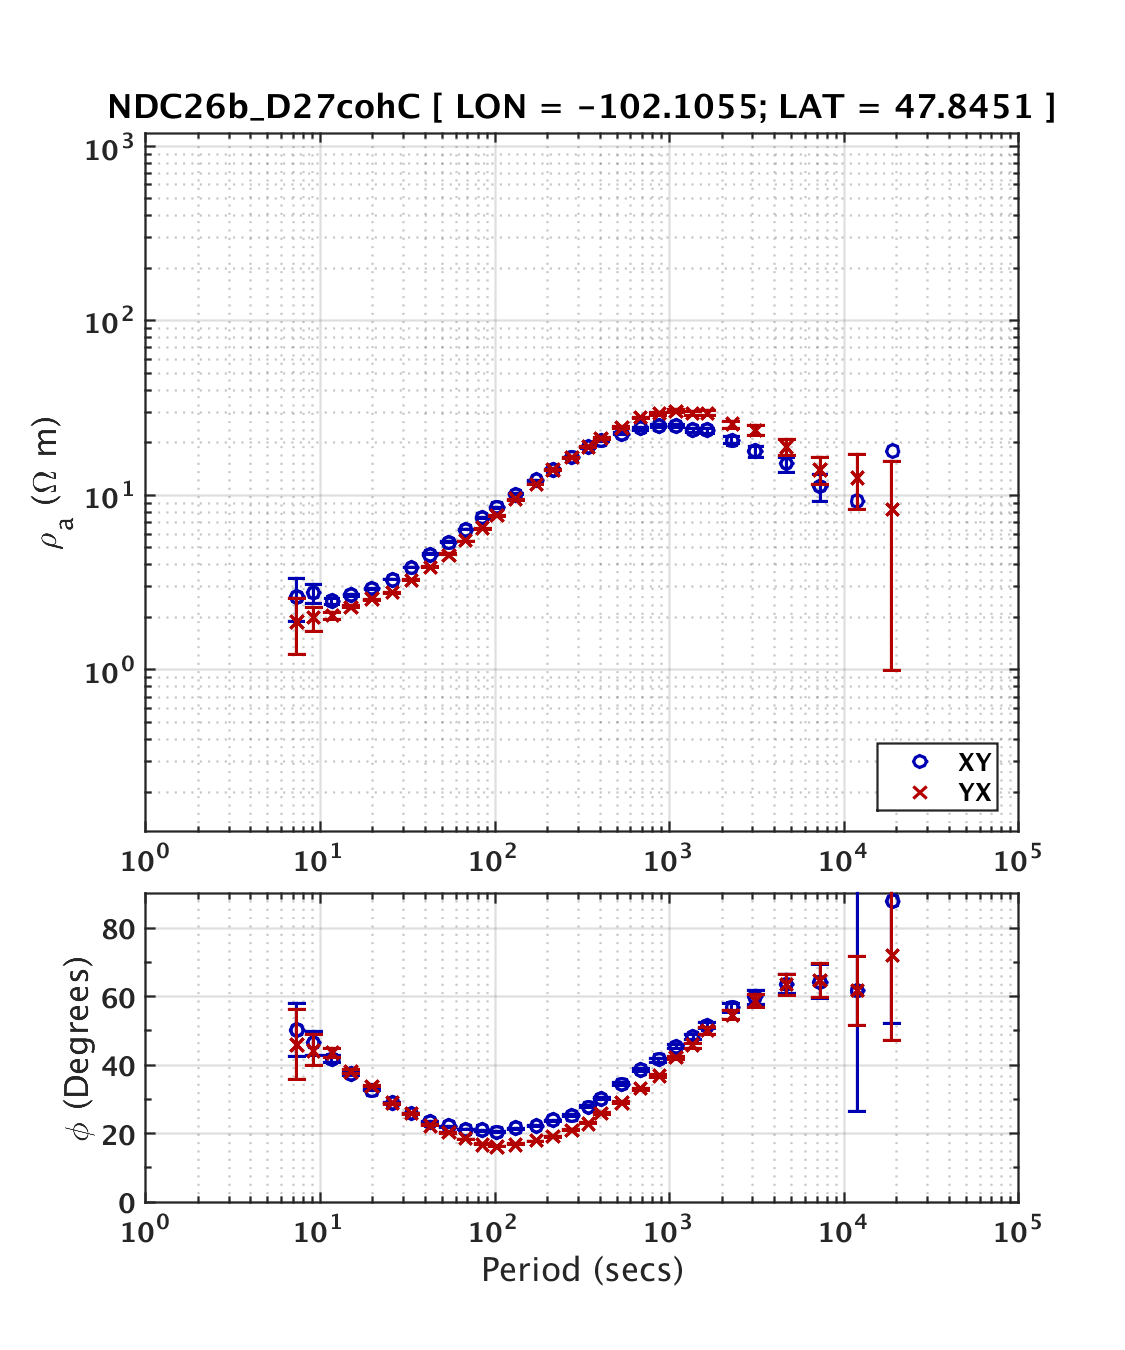 NDC26b_D27cohC [ LON = −102.1055; LAT = 47.8451 ]
10³
10²
10¹
10⁰
ρa (Ω m)
XY
YX
10⁰ 10¹ 10² 10³ 10⁴ 10⁵
80
60
40
20
0
ϕ (Degrees)
10⁰ 10¹ 10² 10³ 10⁴ 10⁵
Period (secs)